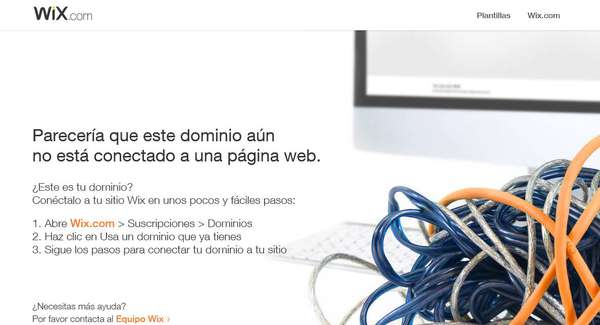 WiX.com
Plantillas
Wix.com
Parecería que este dominio aún
no está conectado a una página web.
¿Este es tu dominio?
Conéctalo a tu sitio Wix en unos pocos y fáciles pasos:
1. Abre Wix.com > Suscripciones > Dominios
2. Haz clic en Usa un dominio que ya tienes
3. Sigue los pasos para conectar tu dominio a tu sitio
¿Necesitas más ayuda?
Por favor contacta al Equipo Wix ›